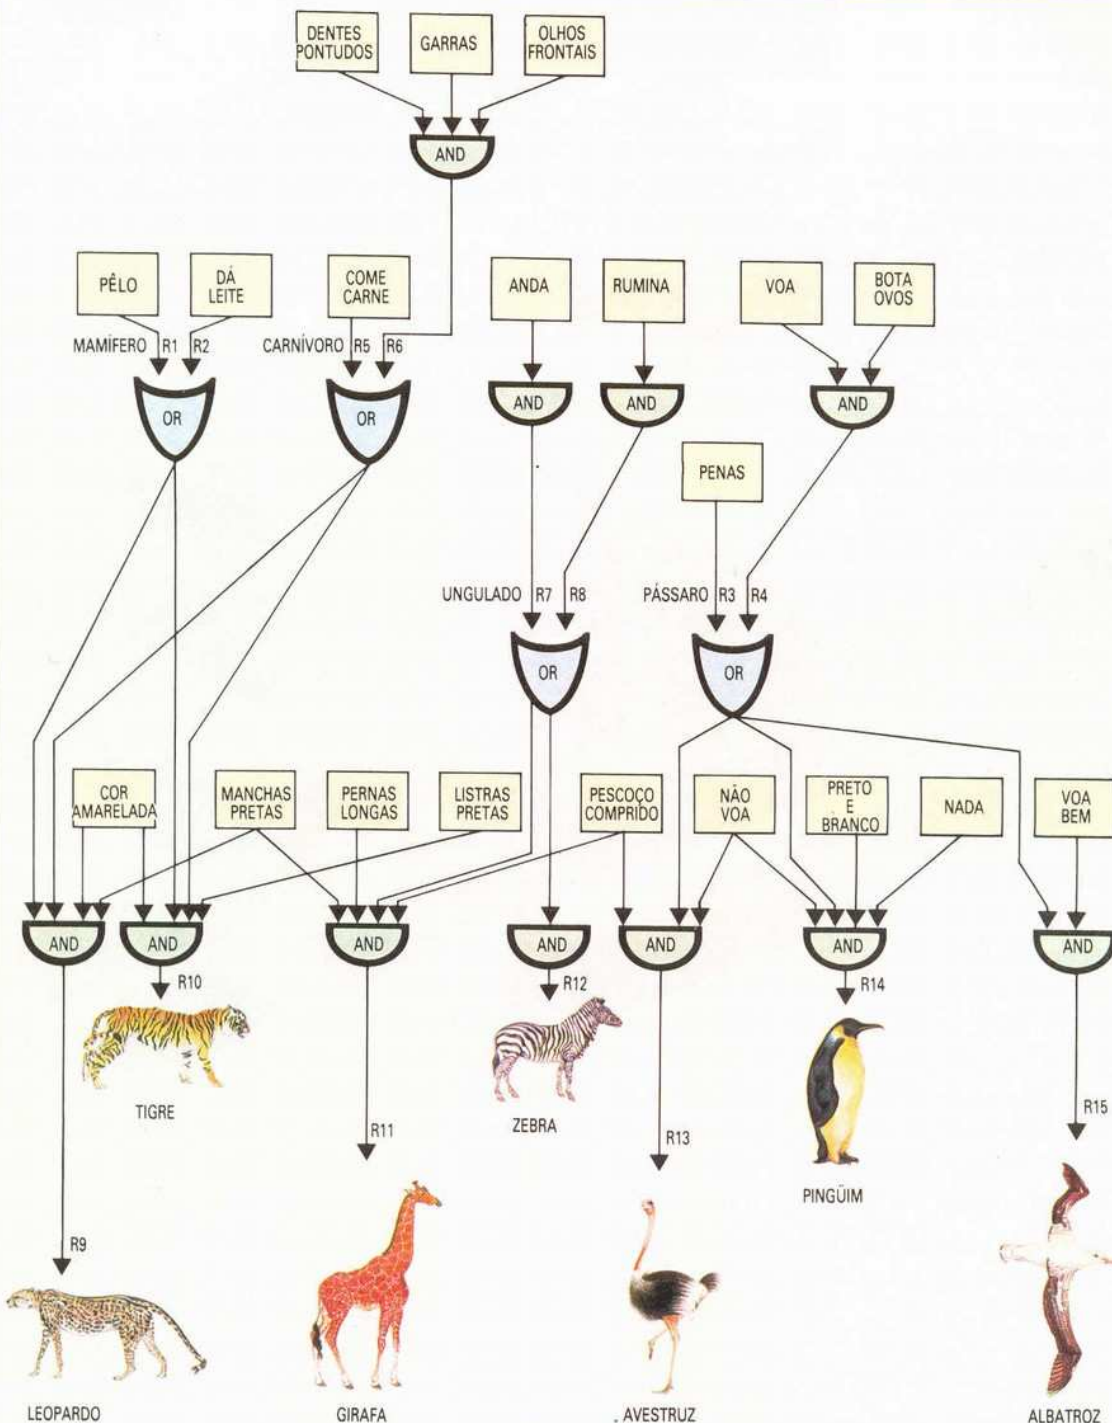 DENTES
PONTUDOS
GARRAS
OLHOS
FRONTAIS
AND
PÊLO
DÁ
LEITE
COME
CARNE
ANDA
RUMINA
VOA
BOTA
OVOS
MAMÍFERO R1 R2
CARNÍVORO R5 R6
OR
OR
AND
AND
AND
PENAS
UNGULADO R7 R8
PÁSSARO R3 R4
OR
OR
COR
AMARELADA
MANCHAS
PRETAS
PERNAS
LONGAS
LISTRAS
PRETAS
PESCOÇO
COMPRIDO
NÃO
VOA
PRETO
E
BRANCO
NADA
VOA
BEM
AND
AND
AND
AND
AND
AND
AND
R10
R12
R14
TIGRE
R11
ZEBRA
R13
R15
PINGÜIM
R9
LEOPARDO
GIRAFA
AVESTRUZ
ALBATROZ